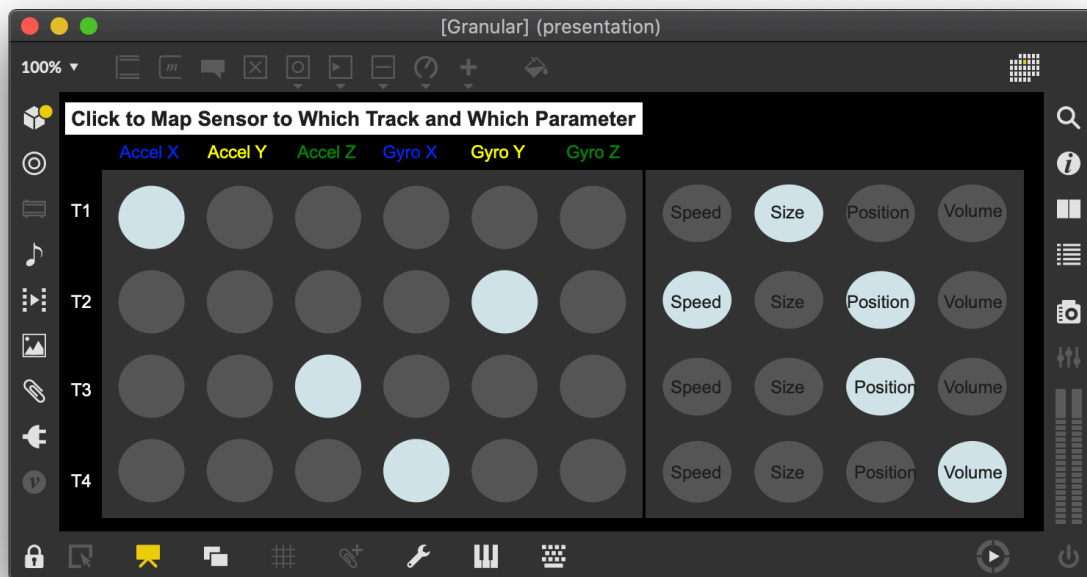 [Granular] (presentation)
100%
Click to Map Sensor to Which Track and Which Parameter
Accel X Accel Y Accel Z Gyro X Gyro Y Gyro Z
T1 Speed Size Position Volume
T2 Speed Size Position Volume
T3 Speed Size Position Volume
T4 Speed Size Position Volume